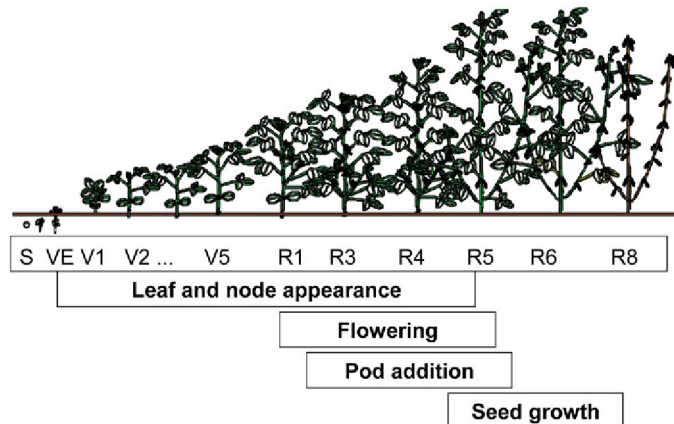 S VE V1 V2 ... V5 R1 R3 R4 R5 R6 R8
Leaf and node appearance
Flowering
Pod addition
Seed growth